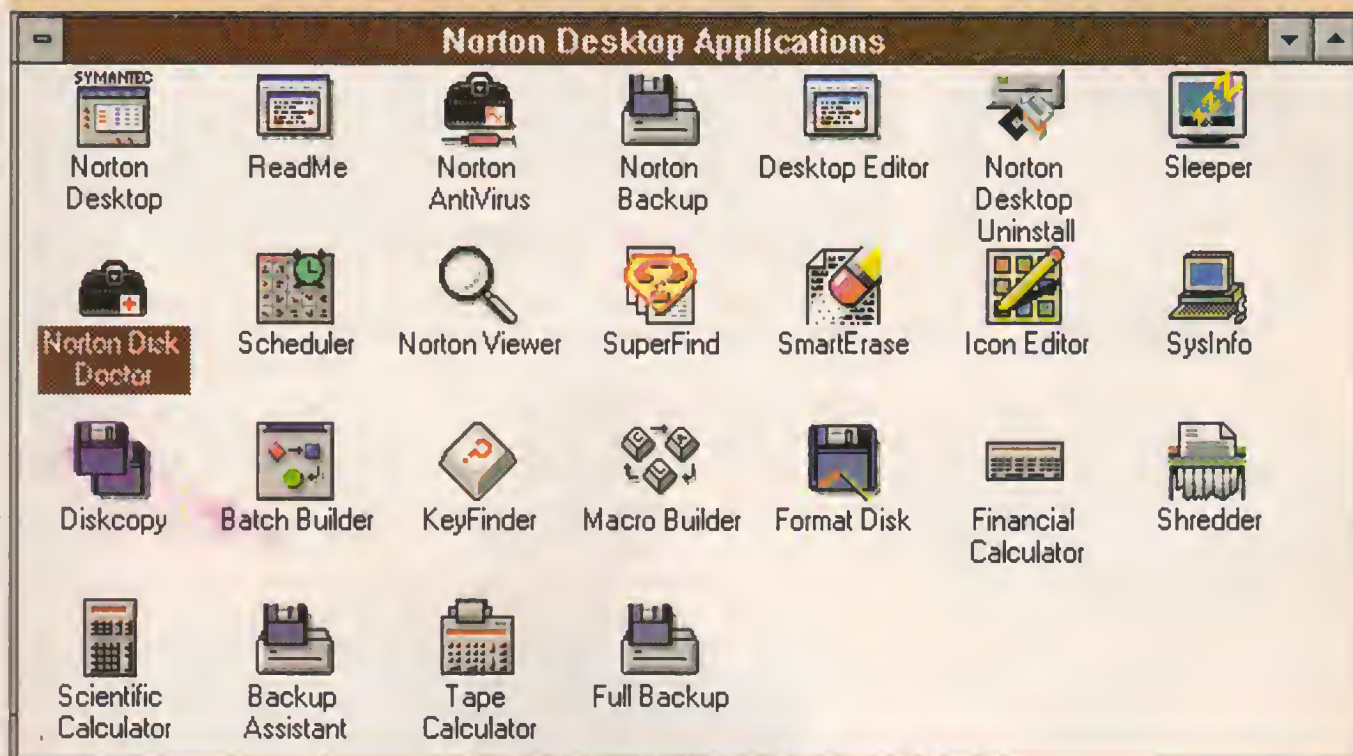 Norton Desktop Applications
SYMANTEC
Norton
Desktop
ReadMe
Norton
AntiVirus
Norton
Backup
Desktop Editor
Norton
Desktop
Uninstall
Sleeper
Norton Disk
Doctor
Scheduler
Norton Viewer
SuperFind
SmartErase
Icon Editor
SysInfo
Diskcopy
Batch Builder
KeyFinder
Macro Builder
Format Disk
Financial
Calculator
Shredder
Scientific
Calculator
Backup
Assistant
Tape
Calculator
Full Backup